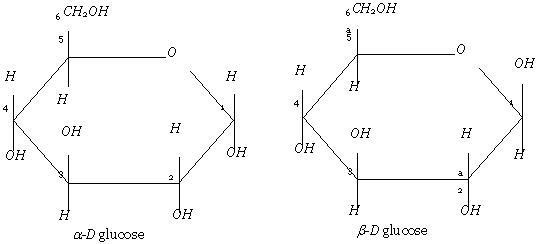 6CH2OH 6CH2OH
5 a
5
O O
OH
H H H
4 1 4 1
H H
OH H OH H
OH OH OH H
3 2 3 a
2
H OH H OH
α-D glucose β-D glucose